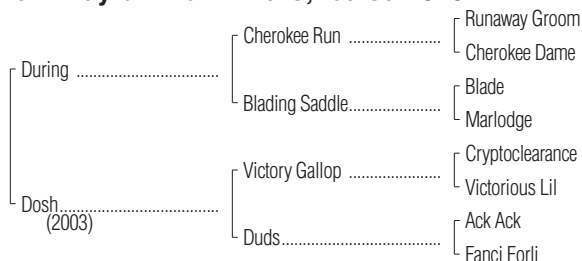 Runaway Groom
Cherokee Run ....................
Cherokee Dame
During ...............................
Blade
Blading Saddle....................
Marlodge
Cryptoclearance
Victory Gallop ....................
Victorious Lil
Dosh..................................
(2003)
Ack Ack
Duds..................................
Fanci Forli